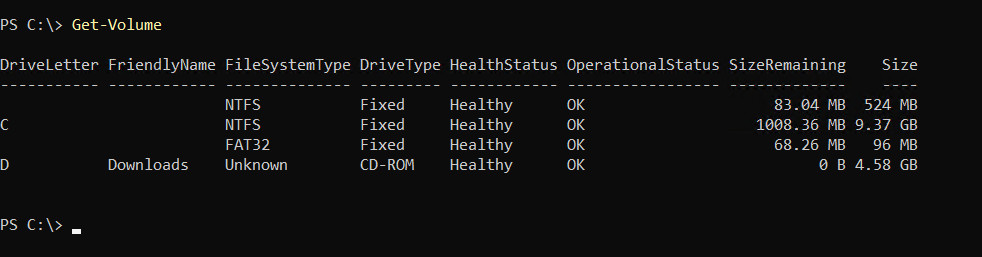 PS C:\> Get-Volume
DriveLetter FriendlyName FileSystemType DriveType HealthStatus OperationalStatus SizeRemaining    Size
----------- ------------ -------------- --------- ------------ ----------------- -------------    ----
                         NTFS           Fixed     Healthy      OK                     83.04 MB  524 MB
C                        NTFS           Fixed     Healthy      OK                   1008.36 MB 9.37 GB
                         FAT32          Fixed     Healthy      OK                     68.26 MB   96 MB
D           Downloads    Unknown        CD-ROM    Healthy      OK                          0 B 4.58 GB
PS C:\>